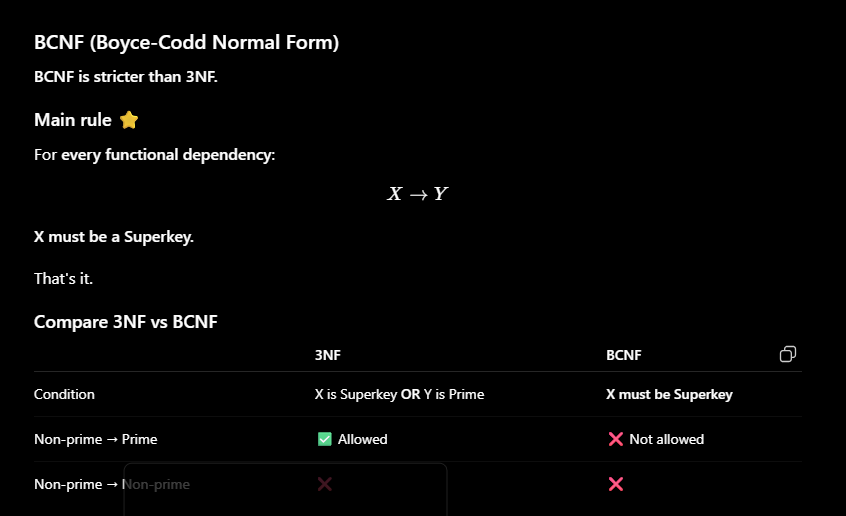 BCNF (Boyce-Codd Normal Form)
BCNF is stricter than 3NF.
Main rule ⭐
For every functional dependency:
X → Y
X must be a Superkey.
That's it.
Compare 3NF vs BCNF
3NF BCNF
Condition X is Superkey OR Y is Prime X must be Superkey
Non-prime → Prime ✅ Allowed ❌ Not allowed
Non-prime → Non-prime ❌ ❌